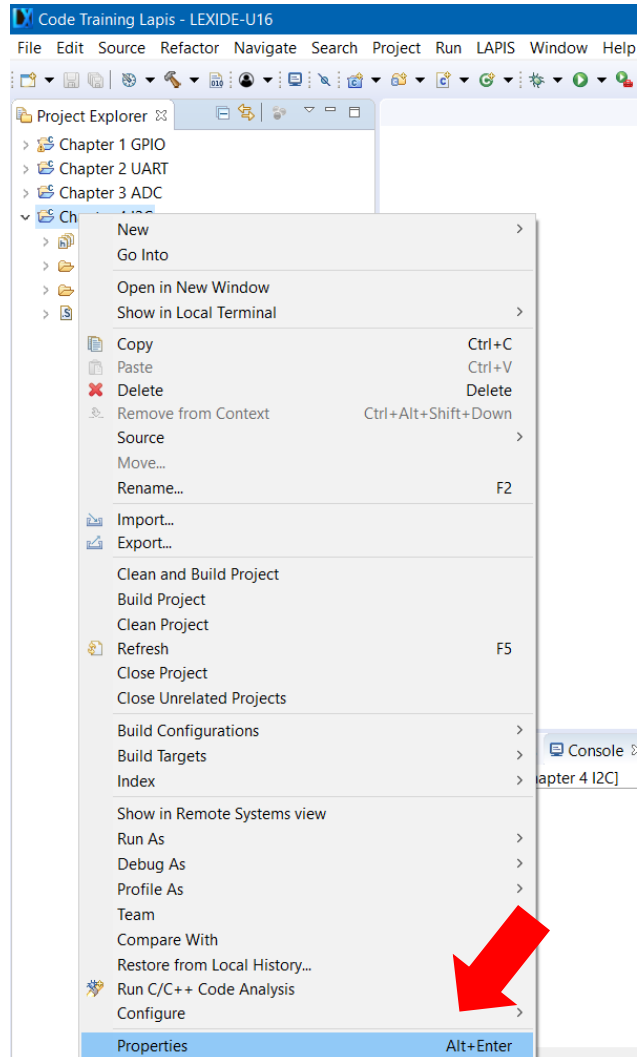 Code Training Lapis - LEXIDE-U16
File Edit Source Refactor Navigate Search Project Run LAPIS Window Help
Project Explorer
Chapter 1 GPIO
Chapter 2 UART
Chapter 3 ADC
New
Go Into
Open in New Window
Show in Local Terminal
Copy Ctrl+C
Paste Ctrl+V
Delete Delete
Remove from Context Ctrl+Alt+Shift+Down
Source
Move...
Rename... F2
Import...
Export...
Clean and Build Project
Build Project
Clean Project
Refresh F5
Close Project
Close Unrelated Projects
Build Configurations
Build Targets
Console
Index
apter 4 I2C]
Show in Remote Systems view
Run As
Debug As
Profile As
Team
Compare With
Restore from Local History...
Run C/C++ Code Analysis
Configure
Properties Alt+Enter